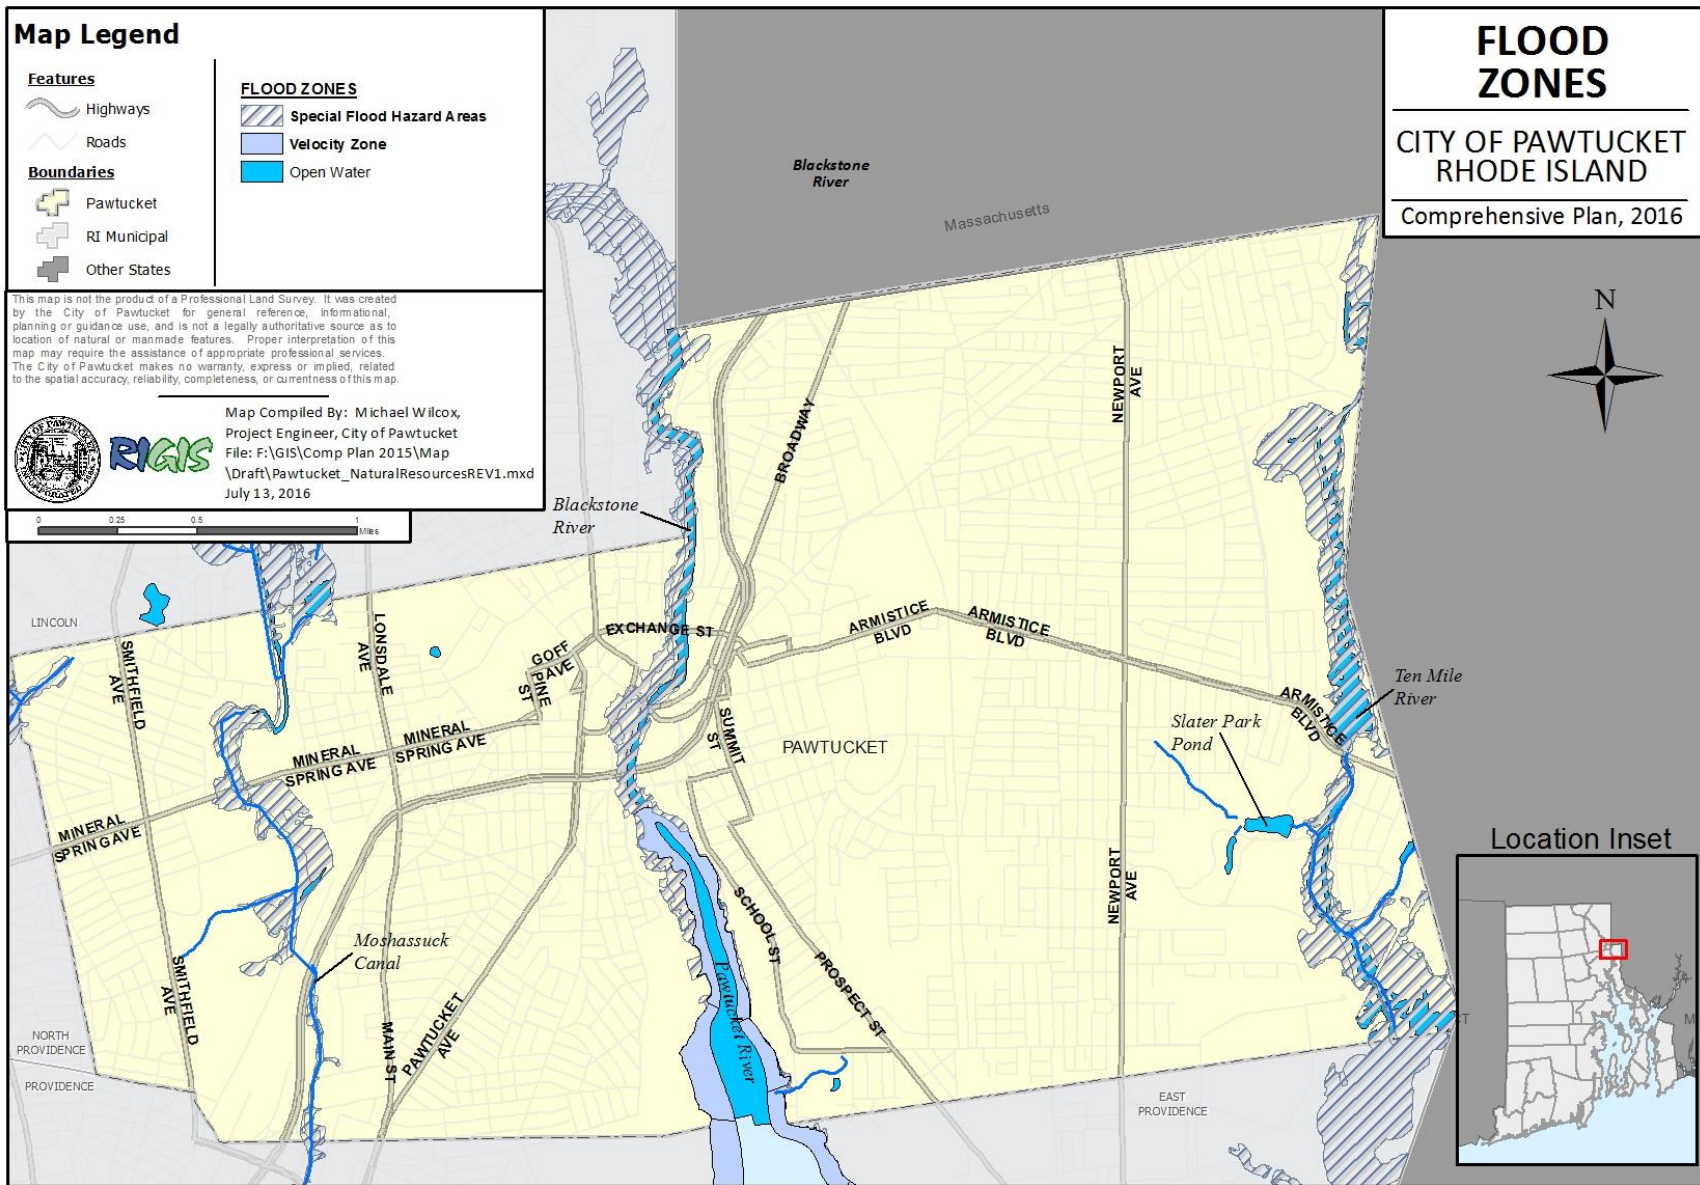 Map Legend
Features
Highways
Roads
Boundaries
Pawtucket
RI Municipal
Other States
FLOOD ZONES
Special Flood Hazard Areas
Velocity Zone
Open Water
This map is not the product of a Professional Land Survey. It was created
by the City of Pawtucket for general reference, informational,
planning or guidance use, and is not a legally authoritative source as to
location of natural or manmade features. Proper interpretation of this
map may require the assistance of appropriate professional services.
The City of Pawtucket makes no warranty, express or implied, related
to the spatial accuracy, reliability, completeness, or currentness of this map.
CITY OF PAWTUCKET
INCORPORATED
RIGIS
Map Compiled By: Michael Wilcox,
Project Engineer, City of Pawtucket
File: F:\GIS\Comp Plan 2015\Map
\Draft\Pawtucket_NaturalResourcesREV1.mxd
July 13, 2016
0 0.25 0.5 1
Miles
FLOOD
ZONES
CITY OF PAWTUCKET
RHODE ISLAND
Comprehensive Plan, 2016
N
Blackstone
River
Massachusetts
NEWPORT
AVE
BROADWAY
Blackstone
River
LINCOLN
SMITHFIELD
AVE
LONSDALE
AVE
GOFF
AVE
PINE
ST
EXCHANGE ST
ARMISTICE
BLVD
ARMISTICE
BLVD
ARMISTICE
BLVD
Ten Mile
River
Slater Park
Pond
SUMMIT
ST
PAWTUCKET
MINERAL
SPRING AVE
MINERAL
SPRING AVE
MINERAL
SPRING AVE
Location Inset
NEWPORT
AVE
SCHOOL ST
PROSPECT ST
Moshassuck
Canal
SMITHFIELD
AVE
Pawtucket River
MAIN ST
PAWTUCKET
AVE
NORTH
PROVIDENCE
PROVIDENCE
EAST
PROVIDENCE